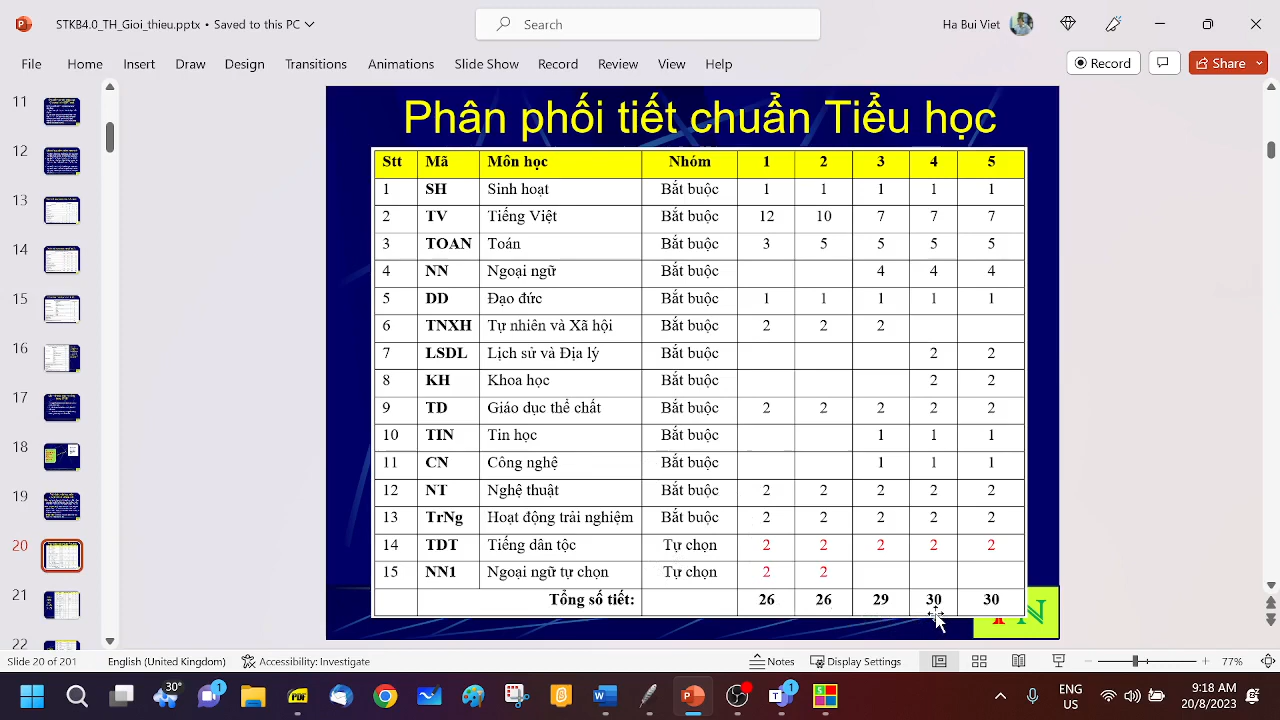 STKB4.0_TH_Gioi_thieu.pptx • Saved to this PC
Search
Ha Bui Viet
File Home Insert Draw Design Transitions Animations Slide Show Record Review View Help
Record
Share
11
12
13
14
15
16
17
18
19
20
21
22
Phân phối tiết chuẩn Tiểu học
Stt Mã Môn học Nhóm 1 2 3 4 5
1 SH Sinh hoạt Bắt buộc 1 1 1 1 1
2 TV Tiếng Việt Bắt buộc 12 10 7 7 7
3 TOAN Toán Bắt buộc 3 5 5 5 5
4 NN Ngoại ngữ Bắt buộc 4 4 4
5 DD Đạo đức Bắt buộc 1 1 1 1 1
6 TNXH Tự nhiên và Xã hội Bắt buộc 2 2 2
7 LSDL Lịch sử và Địa lý Bắt buộc 2 2
8 KH Khoa học Bắt buộc 2 2
9 TD Giáo dục thể chất Bắt buộc 2 2 2 2 2
10 TIN Tin học Bắt buộc 1 1 1
11 CN Công nghệ Bắt buộc 1 1 1
12 NT Nghệ thuật Bắt buộc 2 2 2 2 2
13 TrNg Hoạt động trải nghiệm Bắt buộc 2 2 2 2 2
14 TDT Tiếng dân tộc Tự chọn 2 2 2 2 2
15 NN1 Ngoại ngữ tự chọn Tự chọn 2 2
Tổng số tiết: 26 26 29 30 30
N
Slide 20 of 201 English (United Kingdom) Accessibility: Investigate Notes Display Settings 77%
30° 1 PDF 1 ENG US 9:18 AM 20/8/2023